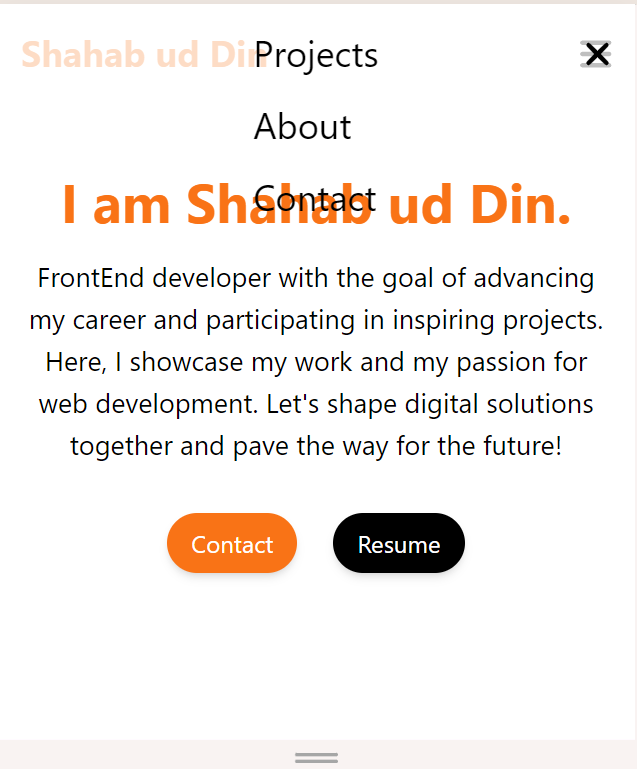 Shahab ud Din
Projects
About
Contact
I am Shahab ud Din.
FrontEnd developer with the goal of advancing
my career and participating in inspiring projects.
Here, I showcase my work and my passion for
web development. Let's shape digital solutions
together and pave the way for the future!
Contact
Resume